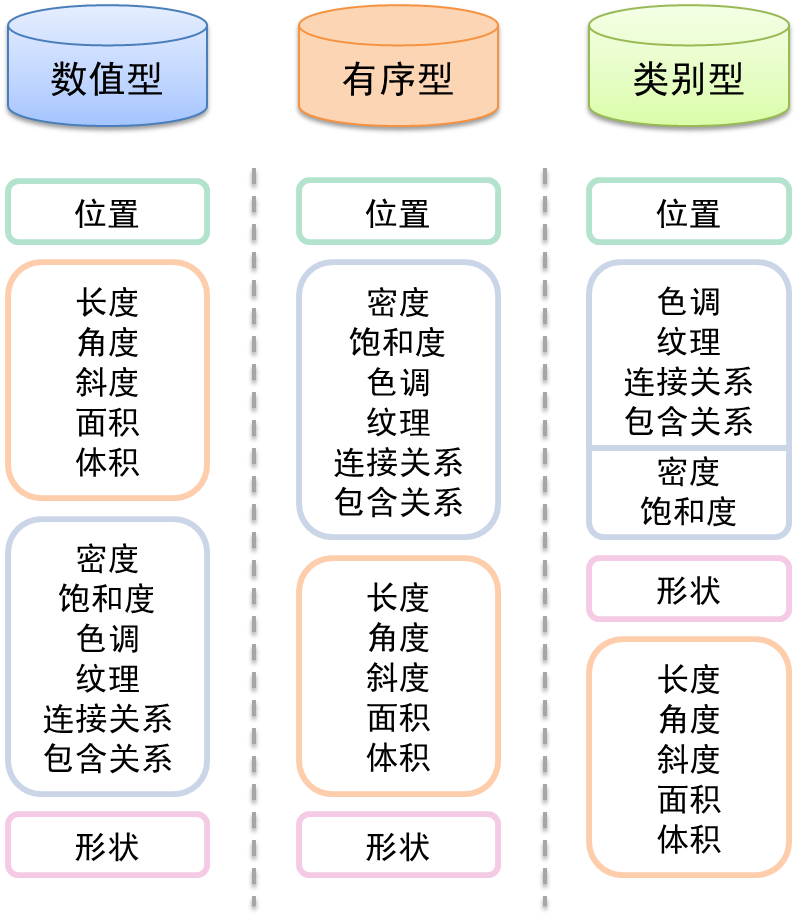 数值型
位置
长度
角度
斜度
面积
体积
密度
饱和度
色调
纹理
连接关系
包含关系
形状
有序型
位置
密度
饱和度
色调
纹理
连接关系
包含关系
长度
角度
斜度
面积
体积
形状
类别型
位置
色调
纹理
连接关系
包含关系
密度
饱和度
形状
长度
角度
斜度
面积
体积